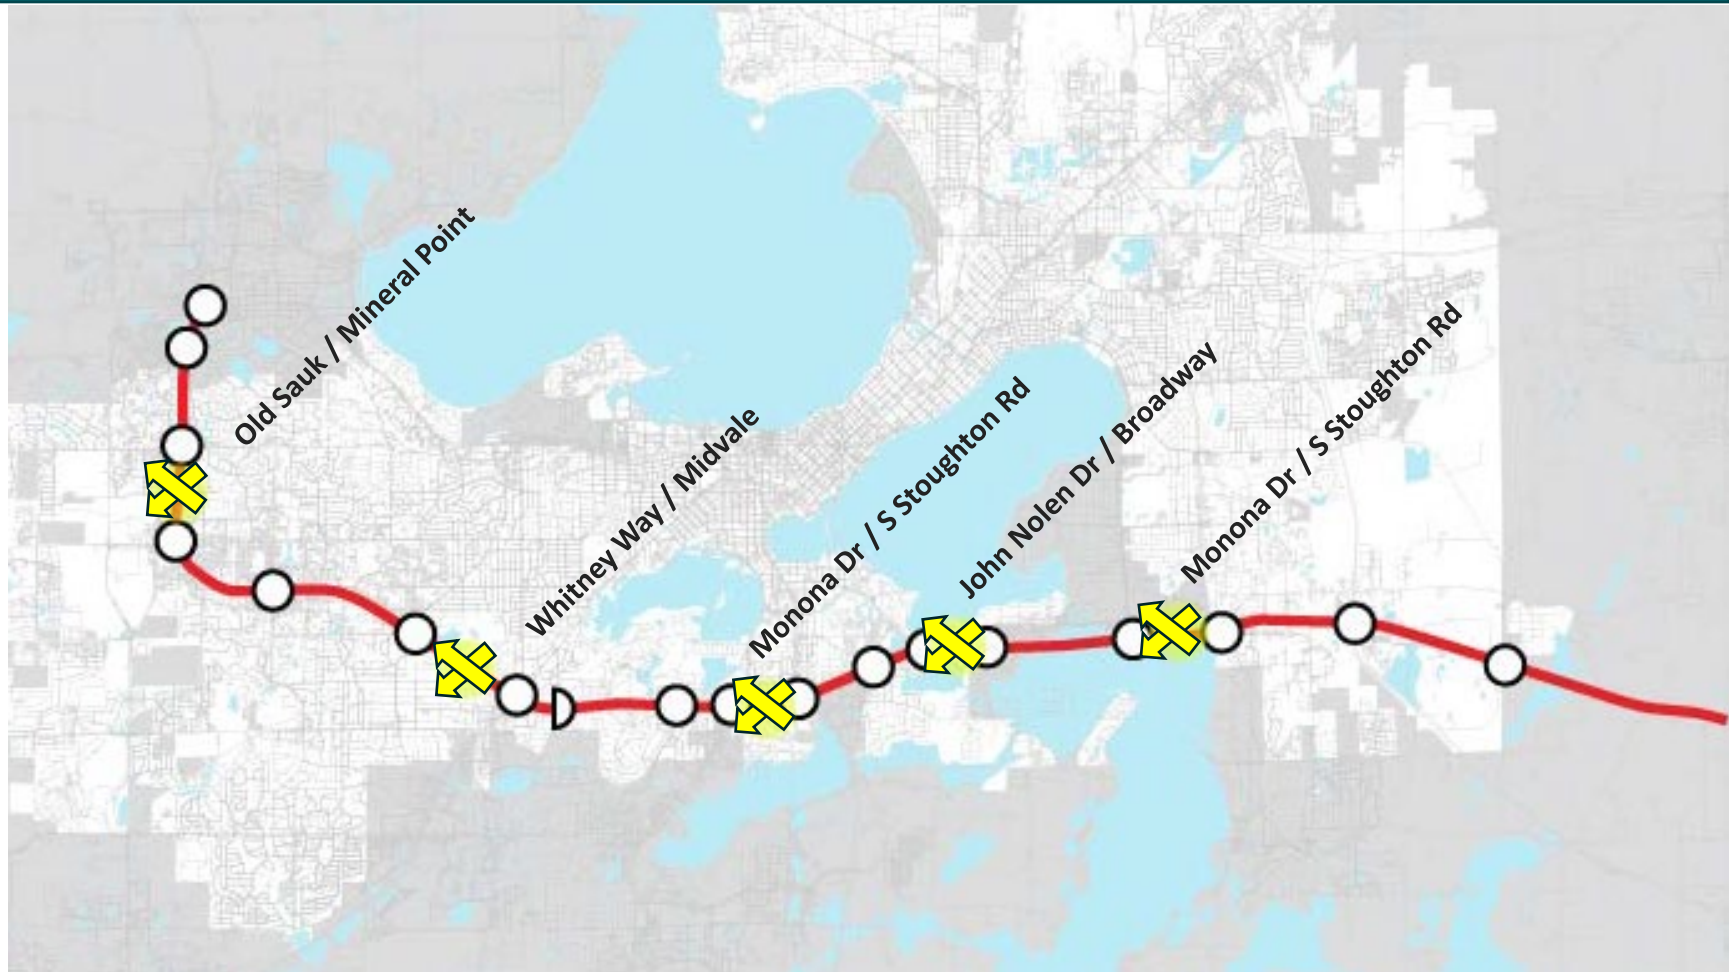 Old Sauk / Mineral Point
Whitney Way / Midvale
Monona Dr / S Stoughton Rd
John Nolen Dr / Broadway
Monona Dr / S Stoughton Rd